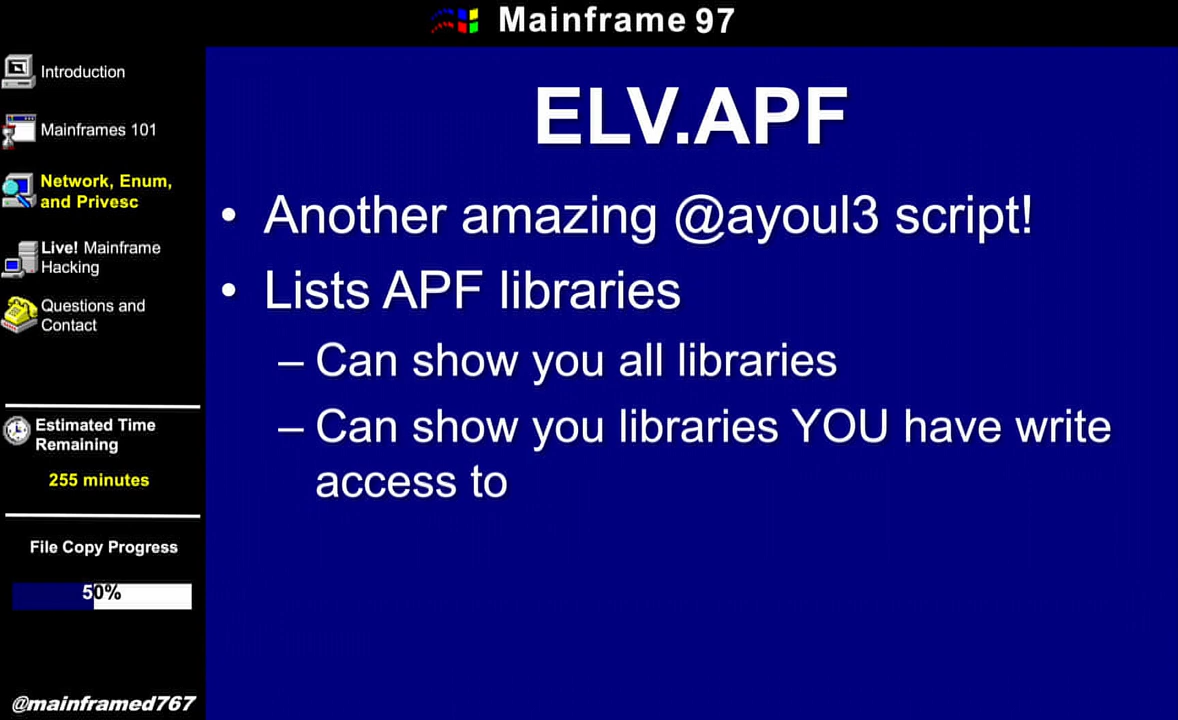 Mainframe 97
Introduction
Mainframes 101
Network, Enum,
and Privesc
Live! Mainframe
Hacking
Questions and
Contact
Estimated Time
Remaining
255 minutes
File Copy Progress
50%
@mainframed767
ELV.APF
• Another amazing @ayoul3 script!
• Lists APF libraries
– Can show you all libraries
– Can show you libraries YOU have write
access to